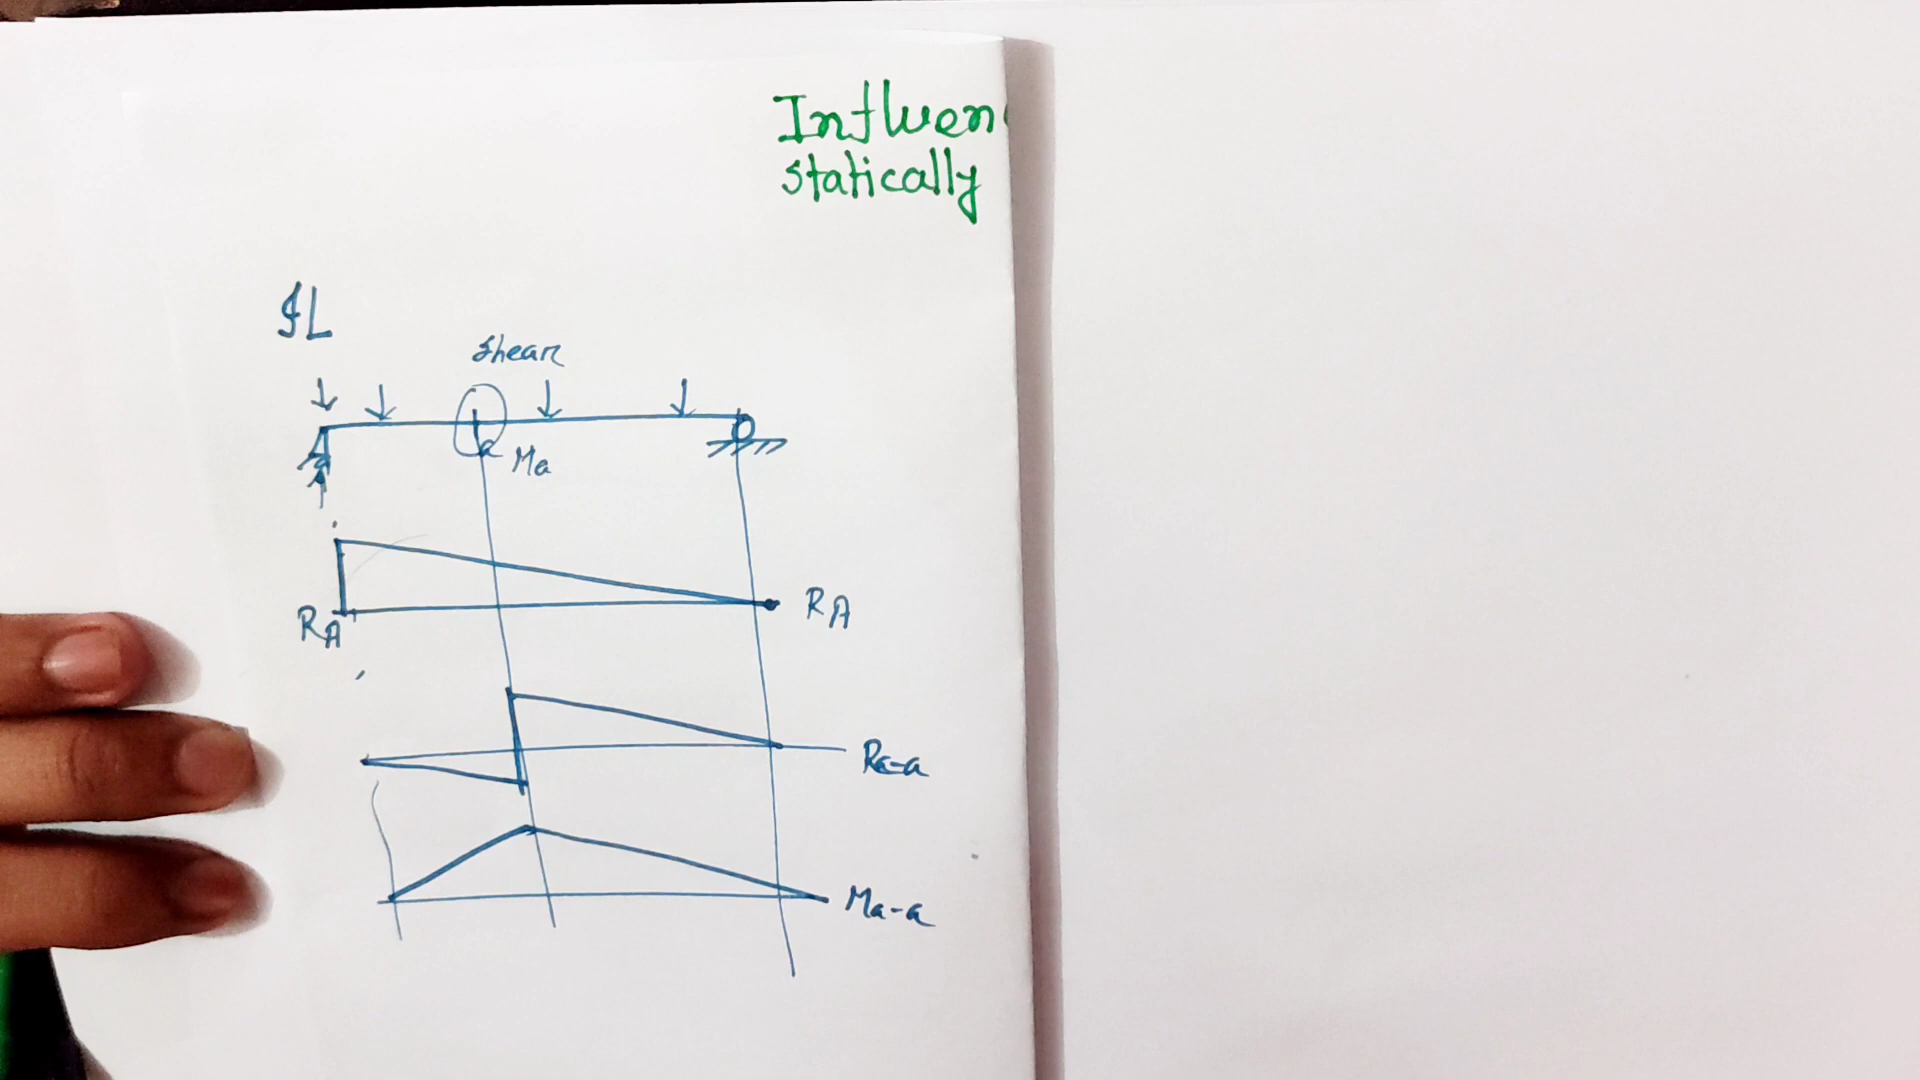 Influen
statically
IL
Shear
a
Ma
RA
RA
Ra-a
Ma-a